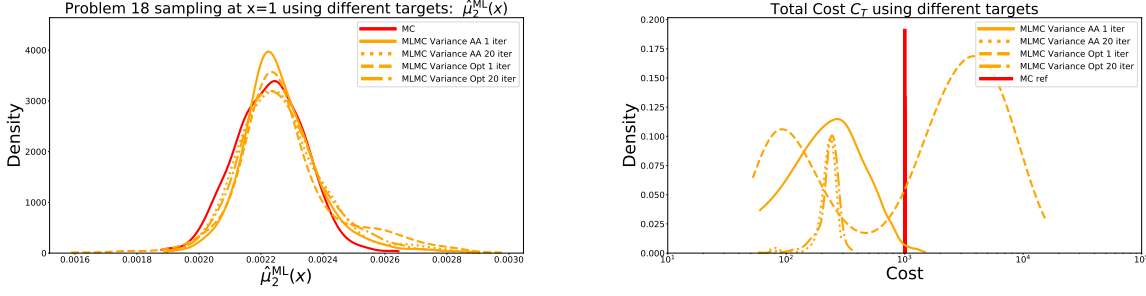 Problem 18 sampling at x=1 using different targets: μ̂₂ᴹᴸ(x)
MC
MLMC Variance AA 1 iter
MLMC Variance AA 20 iter
MLMC Variance Opt 1 iter
MLMC Variance Opt 20 iter
4000
3000
2000
1000
0
Density
0.0016
0.0018
0.0020
0.0022
0.0024
0.0026
0.0028
0.0030
μ̂₂ᴹᴸ(x)
Total Cost C_T using different targets
MLMC Variance AA 1 iter
MLMC Variance AA 20 iter
MLMC Variance Opt 1 iter
MLMC Variance Opt 20 iter
MC ref
0.200
0.175
0.150
0.125
0.100
0.075
0.050
0.025
0.000
Density
10¹
10²
10³
10⁴
Cost